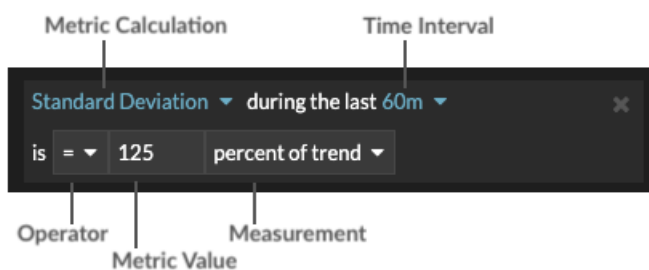 Metric Calculation Time Interval
Standard Deviation during the last 60m
is = 125 percent of trend
Operator Measurement
Metric Value